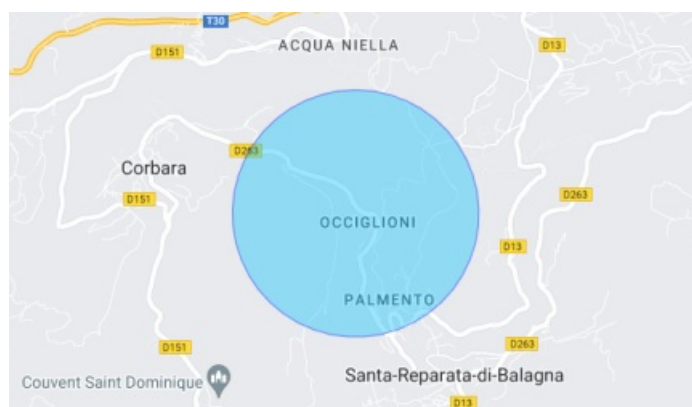 T30
ACQUA NIELLA
D13
D151
D263
Corbara
D151
D263
OCCIGLIONI
D13
PALMENTO
D151
D263
Couvent Saint Dominique
Santa-Reparata-di-Balagna
D13